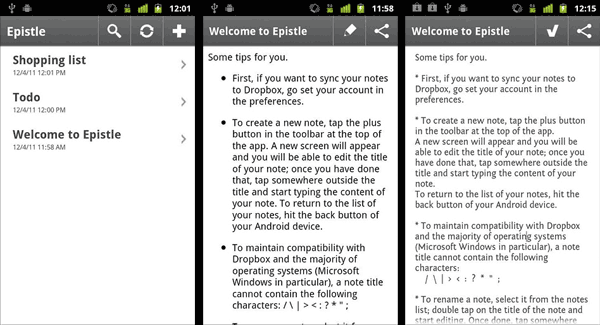 12:01
Epistle
Shopping list
12/4/11 12:01 PM
Todo
12/4/11 12:00 PM
Welcome to Epistle
12/4/11 11:58 AM
11:58
Welcome to Epistle
Some tips for you.
• First, if you want to sync your notes
to Dropbox, go set your account in
the preferences.
• To create a new note, tap the plus
button in the toolbar at the top of
the app. A new screen will appear
and you will be able to edit the title
of your note; once you have done
that, tap somewhere outside the
title and start typing the content of
your note. To return to the list of
your notes, hit the back button of
your Android device.
• To maintain compatibility with
Dropbox and the majority of
operating systems (Microsoft
Windows in particular), a note
title cannot contain the following
characters: / \ | > < : ? * " ;
12:15
Welcome to Epistle
Some tips for you.
* First, if you want to sync your notes to
Dropbox, go set your account in the
preferences.
* To create a new note, tap the plus button
in the toolbar at the top of the app.
A new screen will appear and you will be
able to edit the title of your note; once you
have done that, tap somewhere outside the
title and start typing the content of your
note.
To return to the list of your notes, hit the
back button of your Android device.
* To maintain compatibility with Dropbox
and the majority of operating systems
(Microsoft Windows in particular), a note
title cannot contain the following
characters:
/ \ | > < : ? * " ;
* To rename a note, select it from the notes
list; double tap on the title of the note and
start editing. Once done, tap somewhere